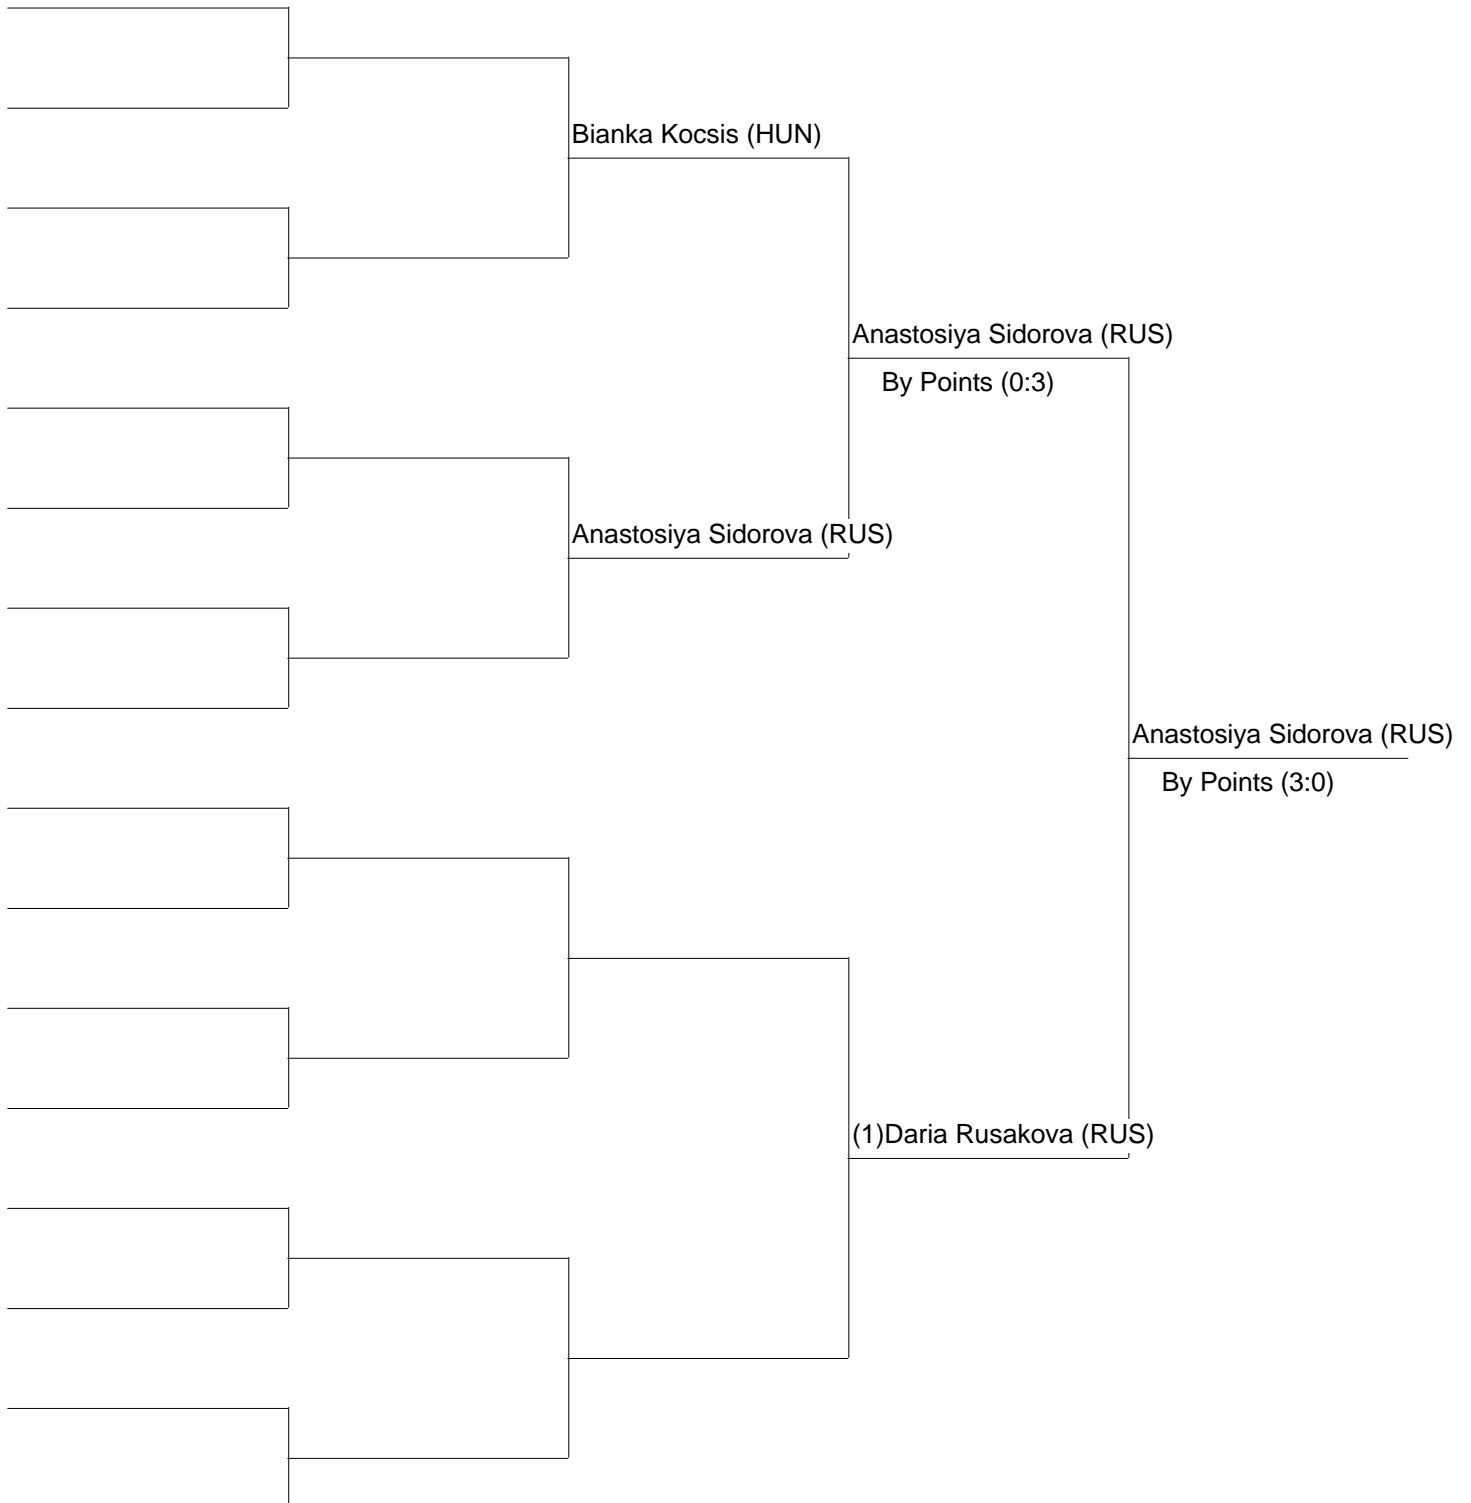 Bianka Kocsis (HUN)
Anastosiya Sidorova (RUS)
By Points (0:3)
Anastosiya Sidorova (RUS)
Anastosiya Sidorova (RUS)
By Points (3:0)
(1)Daria Rusakova (RUS)